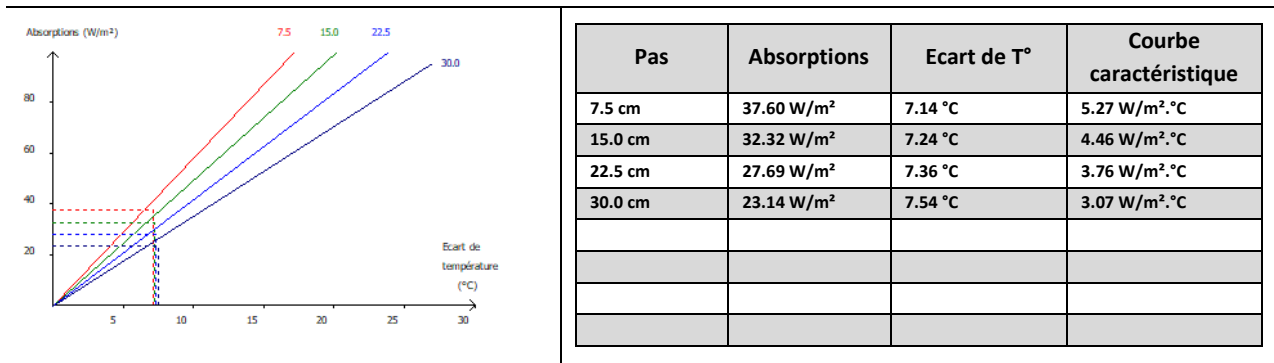 Absorptions (W/m²)
7.5 15.0 22.5
30.0
80
60
40
20
Ecart de
température
(°C)
5 10 15 20 25 30
Pas Absorptions Ecart de T° Courbe caractéristique
7.5 cm 37.60 W/m² 7.14 °C 5.27 W/m².°C
15.0 cm 32.32 W/m² 7.24 °C 4.46 W/m².°C
22.5 cm 27.69 W/m² 7.36 °C 3.76 W/m².°C
30.0 cm 23.14 W/m² 7.54 °C 3.07 W/m².°C